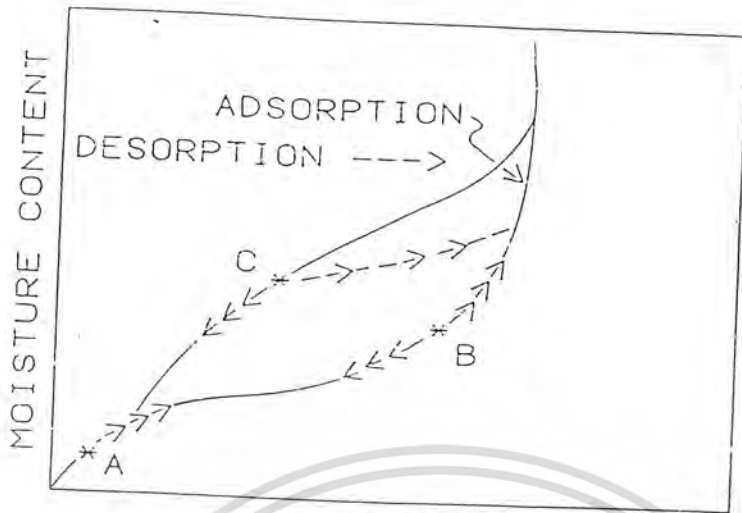 MOISTURE CONTENT
ADSORPTION
DESORPTION
C
B
A